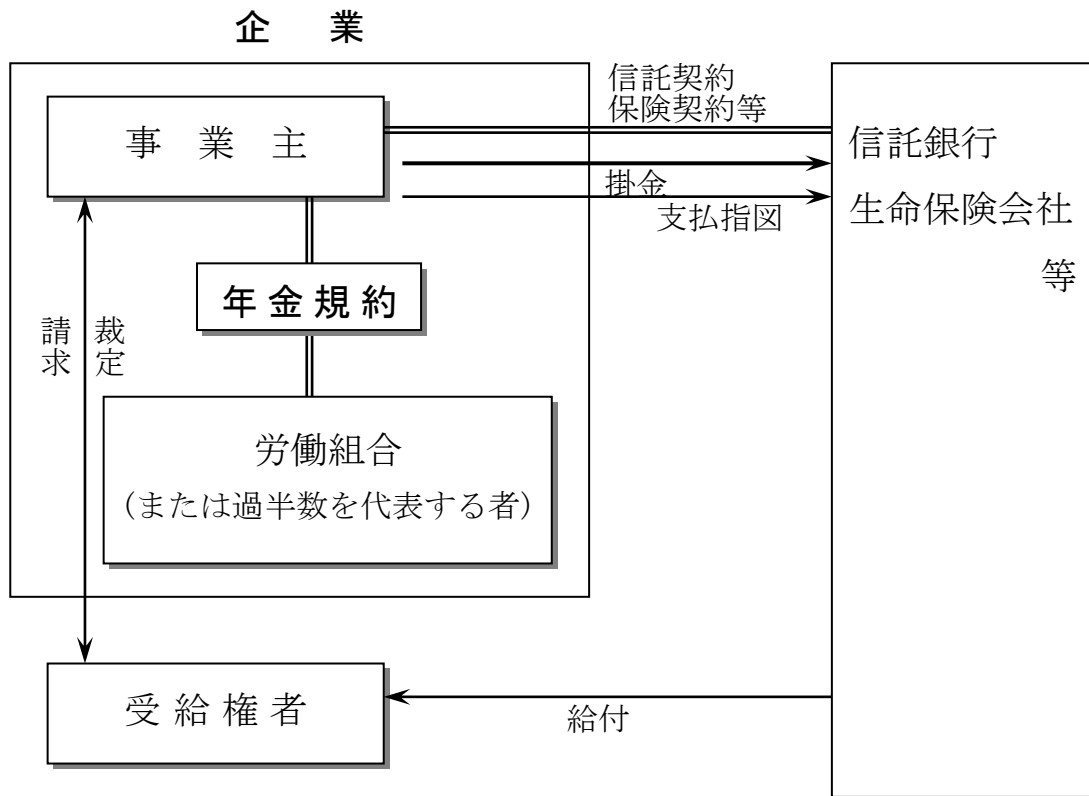 企　業
信託契約
保険契約等
事　業　主
信託銀行
掛金
支払指図
生命保険会社
等
年金規約
請求
裁定
労働組合
（または過半数を代表する者）
受給権者
給付